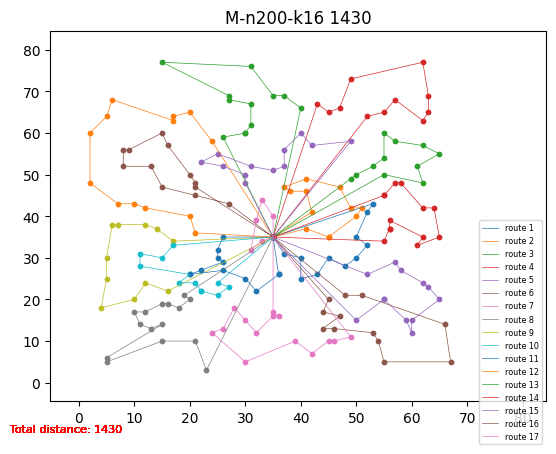 M-n200-k16 1430
80
70
60
50
40
30
20
10
0
0 10 20 30 40 50 60 70 80
route 1
route 2
route 3
route 4
route 5
route 6
route 7
route 8
route 9
route 10
route 11
route 12
route 13
route 14
route 15
route 16
route 17
Total distance: 1430